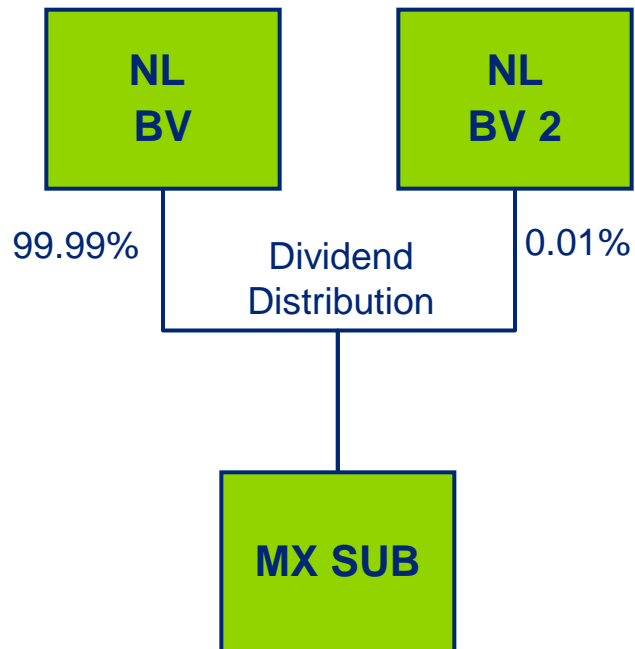 NL
BV
NL
BV 2
99.99%
Dividend
Distribution
0.01%
MX SUB